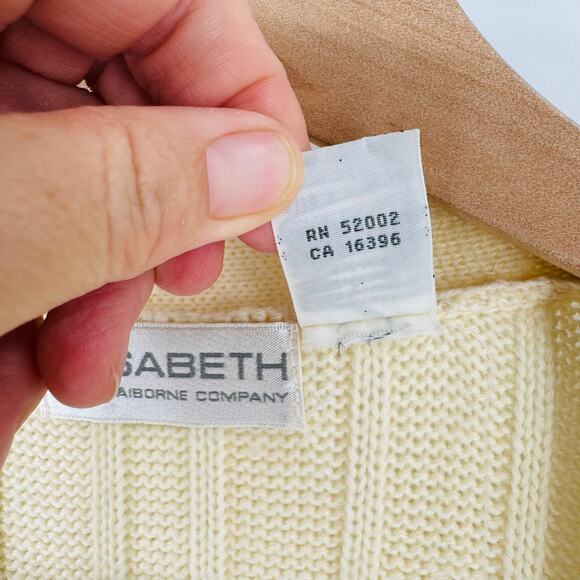 RN 52002
CA 16396
SABETH
AIBORNE COMPANY